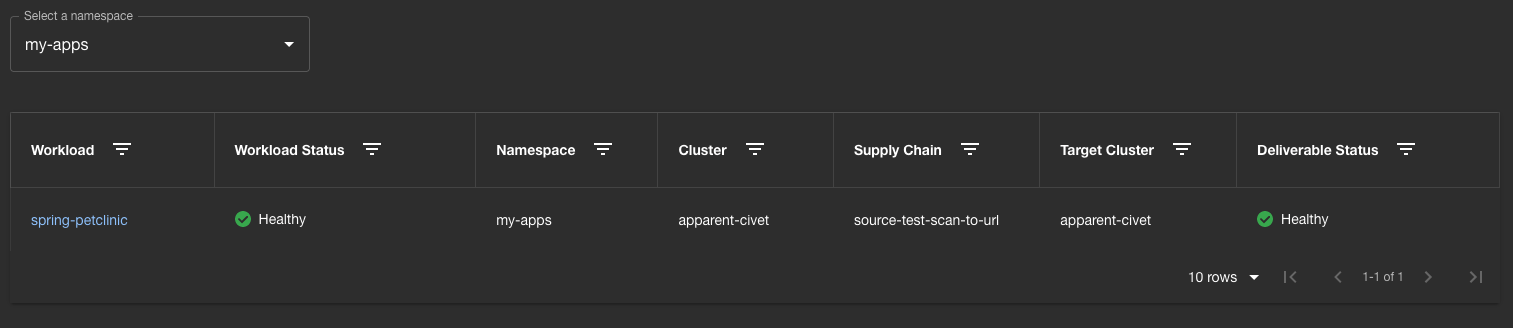 Select a namespace
my-apps
Workload Workload Status Namespace Cluster Supply Chain Target Cluster Deliverable Status
spring-petclinic Healthy my-apps apparent-civet source-test-scan-to-url apparent-civet Healthy
10 rows 1-1 of 1